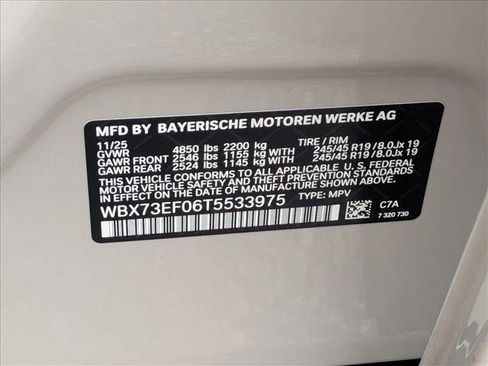 MFD BY BAYERISCHE MOTOREN WERKE AG
11/25 TIRE / RIM
GVWR 4850 lbs 2200 kg
GAWR FRONT 2546 lbs 1155 kg 245/45 R19 /8.0Jx 19
GAWR REAR 2524 lbs 1145 kg 245/45 R19 /8.0Jx 19
THIS VEHICLE CONFORMS TO ALL APPLICABLE U.S. FEDERAL
MOTOR VEHICLE SAFETY, BUMPER, AND THEFT PREVENTION
STANDARDS IN EFFECT ON THE DATE OF MANUFACTURE SHOWN ABOVE.
WBX73EF06T5533975 TYPE: MPV
C7A
7 320 730